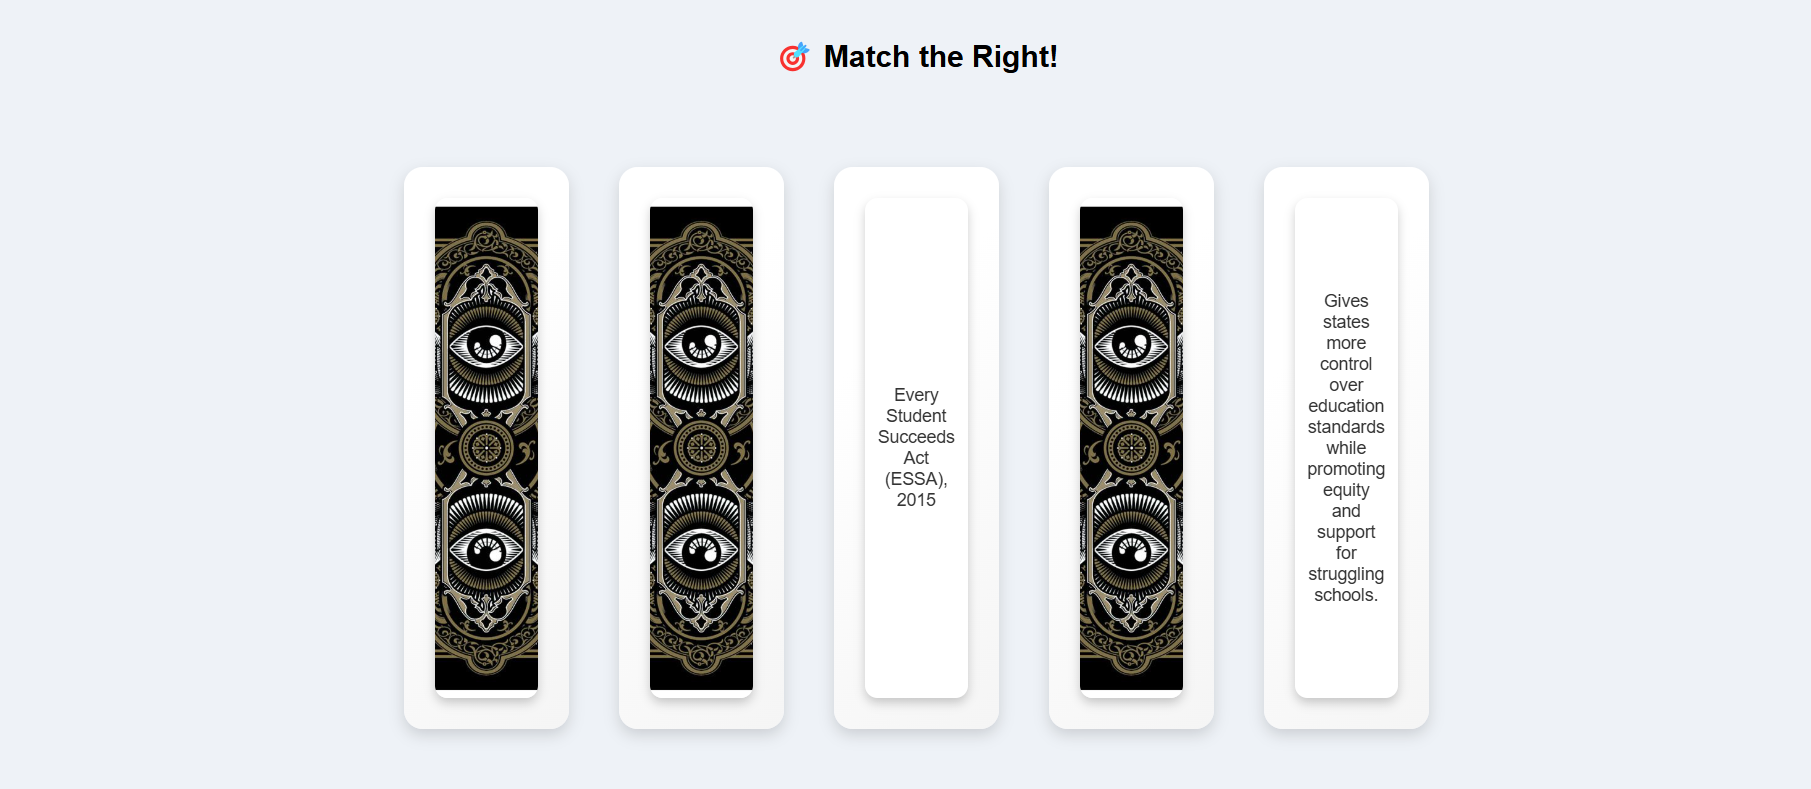 🎯 Match the Right!
Every
Student
Succeeds
Act
(ESSA),
2015
Gives
states
more
control
over
education
standards
while
promoting
equity
and
support
for
struggling
schools.